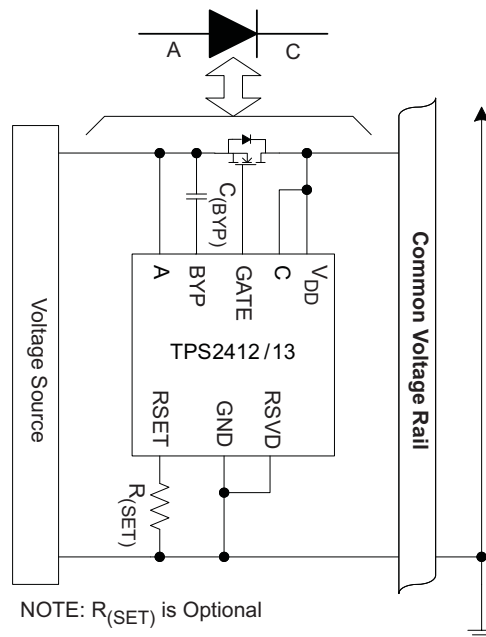 A
C
C(BYP)
A
BYP
GATE
C
VDD
TPS2412/13
RSET
GND
RSVD
R(SET)
Voltage Source
Common Voltage Rail
NOTE: R(SET) is Optional